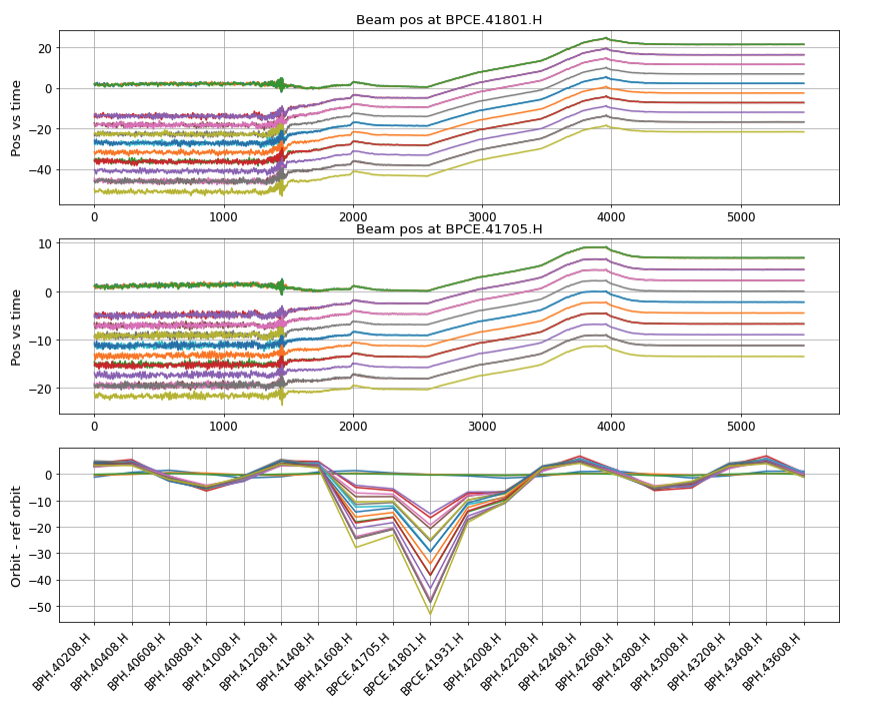 Beam pos at BPCE.41801.H
Pos vs time
20
0
−20
−40
0 1000 2000 3000 4000 5000
Beam pos at BPCE.41705.H
Pos vs time
10
0
−10
−20
0 1000 2000 3000 4000 5000
Orbit - ref orbit
0
−10
−20
−30
−40
−50
BPH.40208.H
BPH.40408.H
BPH.40608.H
BPH.40808.H
BPH.41008.H
BPH.41208.H
BPH.41408.H
BPH.41608.H
BPCE.41705.H
BPCE.41801.H
BPCE.41931.H
BPH.42008.H
BPH.42208.H
BPH.42408.H
BPH.42608.H
BPH.42808.H
BPH.43008.H
BPH.43208.H
BPH.43408.H
BPH.43608.H